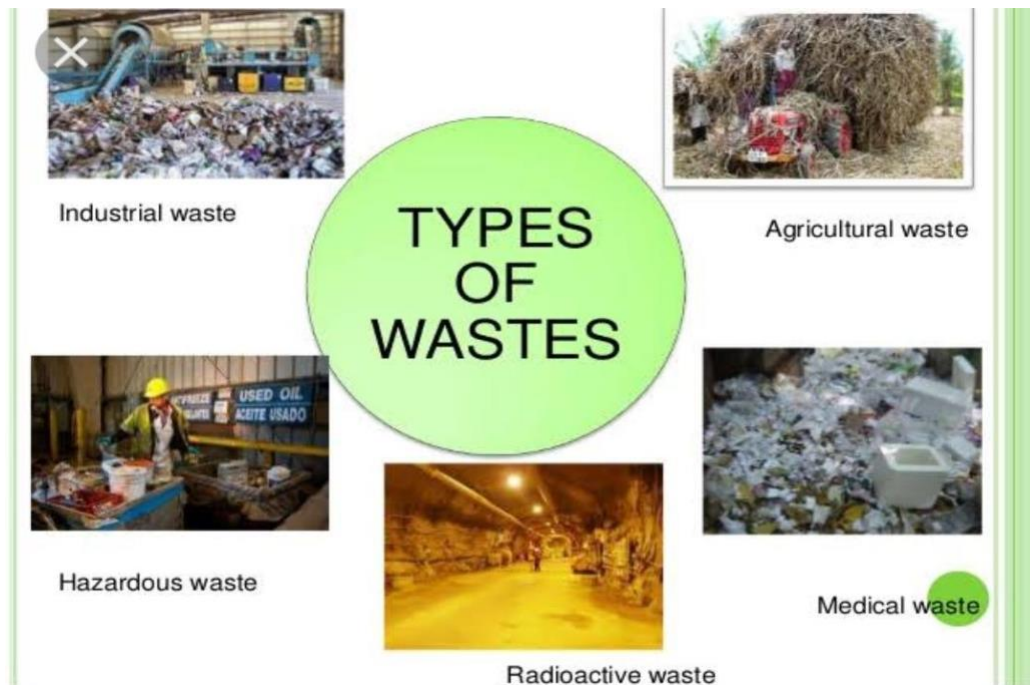 TYPES
OF
WASTES
Industrial waste
Agricultural waste
USED OIL
ACEITE USADO
Hazardous waste
Medical waste
Radioactive waste